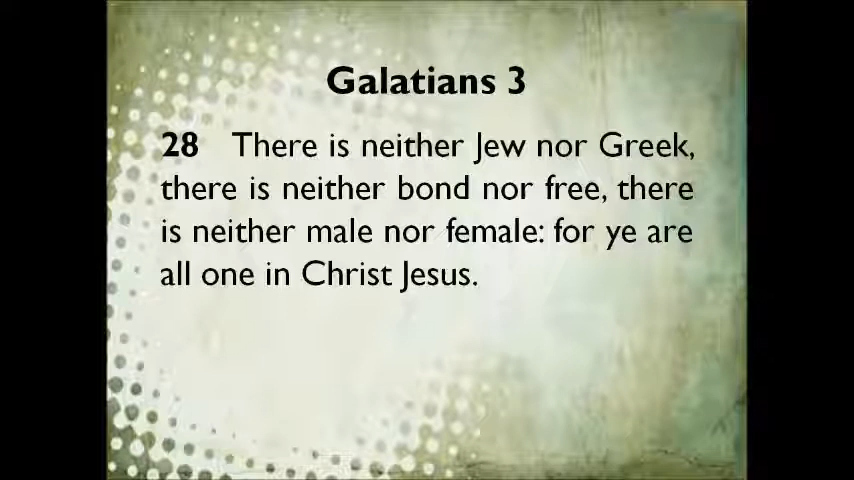 Galatians 3
28 There is neither Jew nor Greek,
there is neither bond nor free, there
is neither male nor female: for ye are
all one in Christ Jesus.